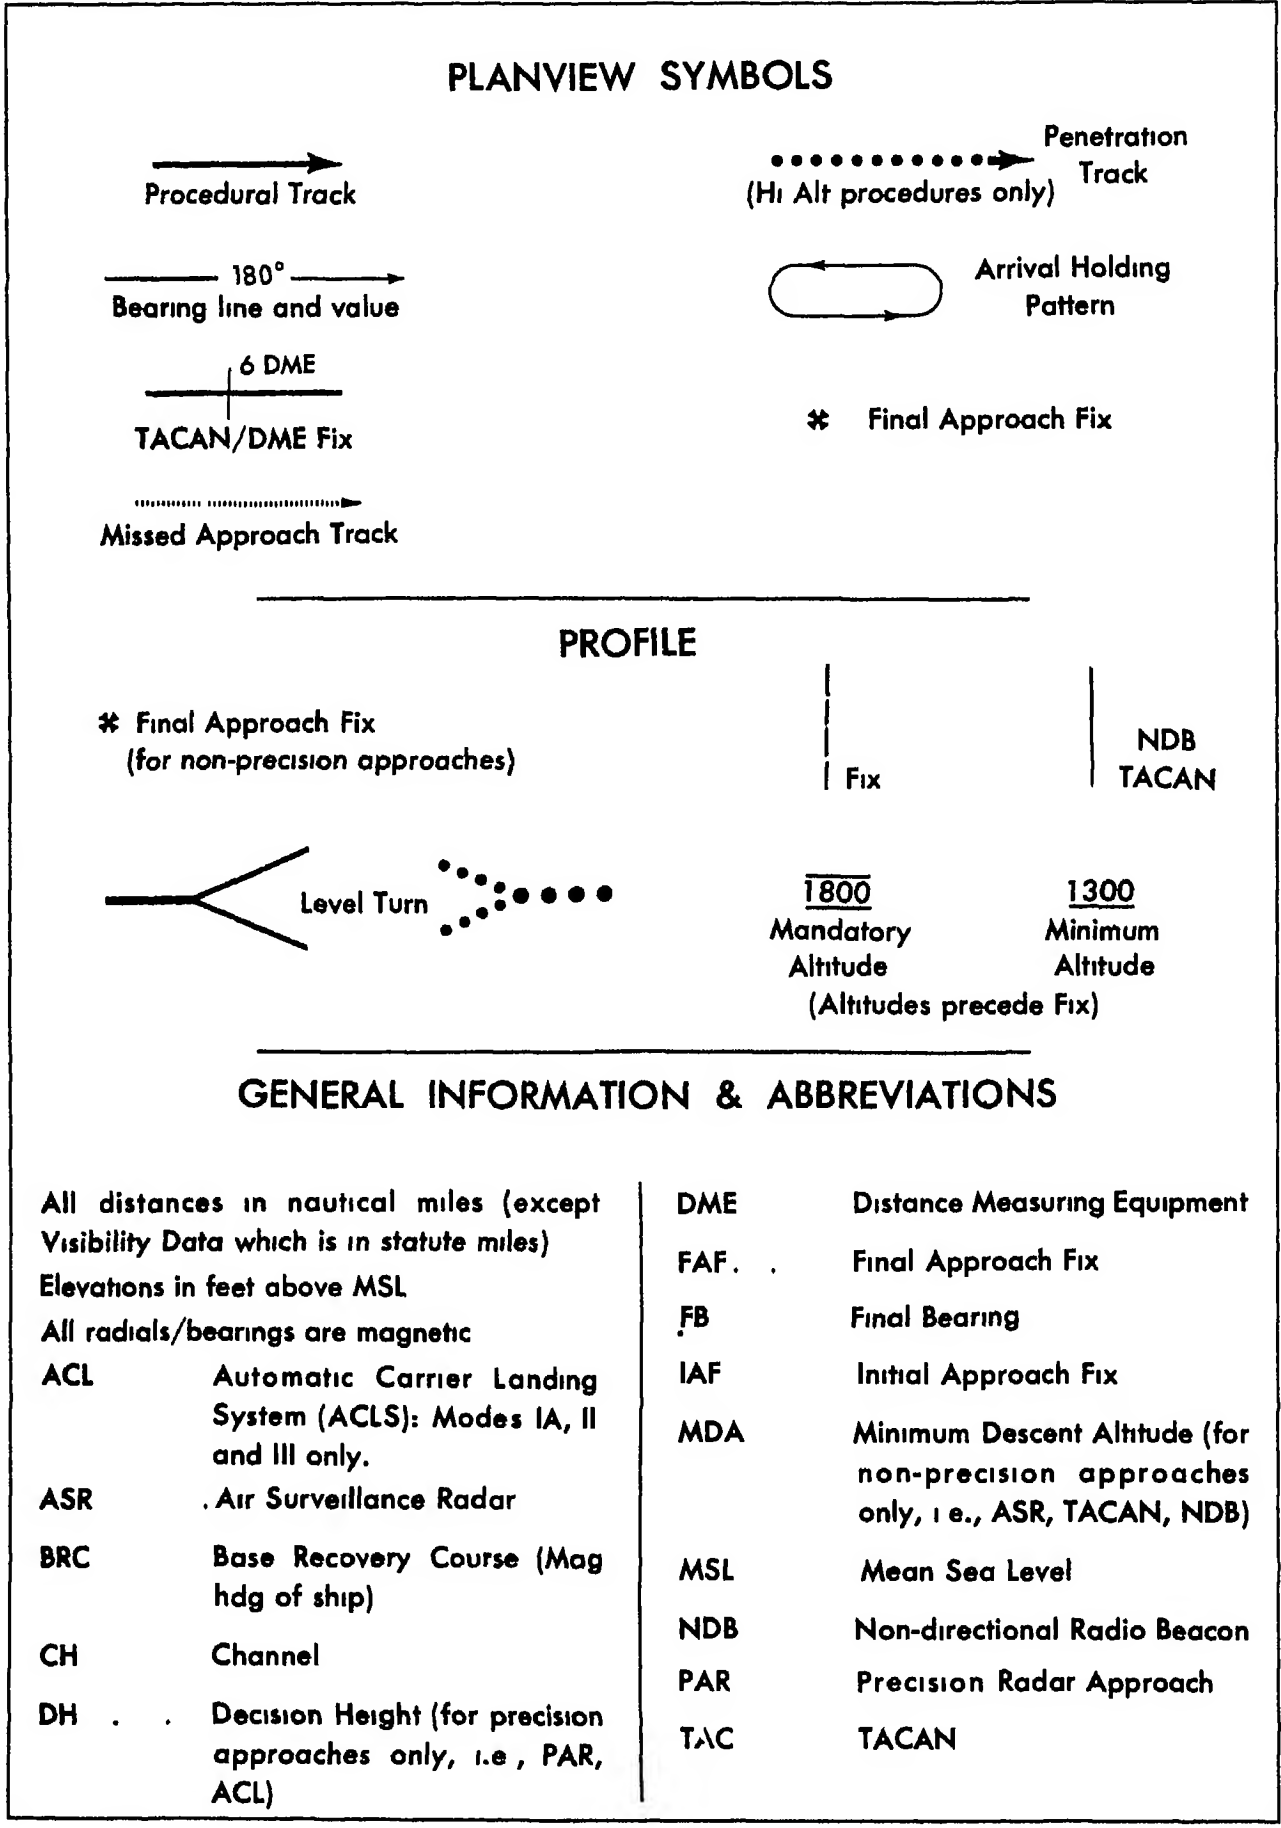 PLANVIEW SYMBOLS
Procedural Track
180°
Bearing line and value
6 DME
TACAN/DME Fix
Missed Approach Track
Penetration
Track
(Hi Alt procedures only)
Arrival Holding
Pattern
* Final Approach Fix
PROFILE
* Final Approach Fix
(for non-precision approaches)
Fix
NDB
TACAN
Level Turn
1800
Mandatory
Altitude
1300
Minimum
Altitude
(Altitudes precede Fix)
GENERAL INFORMATION & ABBREVIATIONS
All distances in nautical miles (except
Visibility Data which is in statute miles)
Elevations in feet above MSL
All radials/bearings are magnetic
ACL Automatic Carrier Landing
System (ACLS): Modes IA, II
and III only.
ASR . Air Surveillance Radar
BRC Base Recovery Course (Mag
hdg of ship)
CH Channel
DH . . Decision Height (for precision
approaches only, i.e , PAR,
ACL)
DME Distance Measuring Equipment
FAF. . Final Approach Fix
FB Final Bearing
IAF Initial Approach Fix
MDA Minimum Descent Altitude (for
non-precision approaches
only, i e., ASR, TACAN, NDB)
MSL Mean Sea Level
NDB Non-directional Radio Beacon
PAR Precision Radar Approach
TAC TACAN